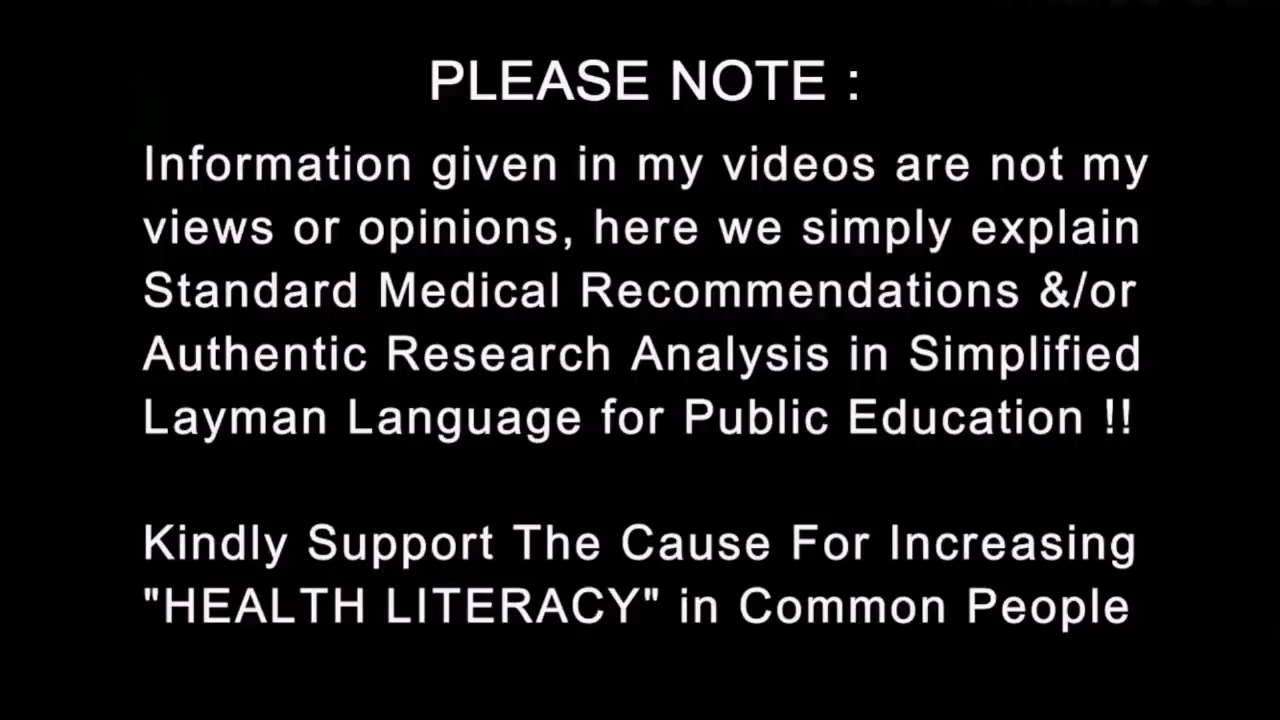 PLEASE NOTE :
Information given in my videos are not my
views or opinions, here we simply explain
Standard Medical Recommendations &/or
Authentic Research Analysis in Simplified
Layman Language for Public Education !!
Kindly Support The Cause For Increasing
"HEALTH LITERACY" in Common People